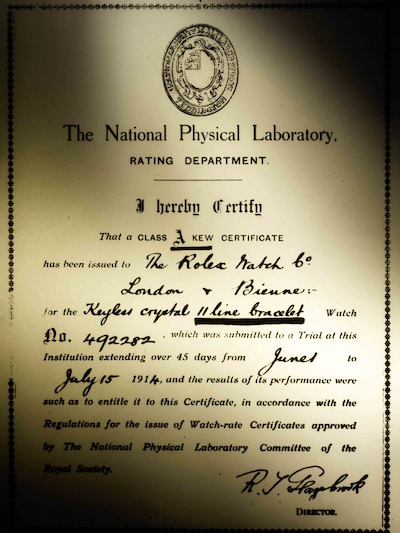 The National Physical Laboratory,
RATING DEPARTMENT.
I hereby Certify
That a CLASS A KEW CERTIFICATE
has been issued to The Rolex Watch Co
London & Bienne:-
for the Keyless crystal 11 line bracelet Watch
No. 492282, which was submitted to a Trial at this
Institution extending over 45 days from June 1 to
July 15 1914, and the results of its performance were
such as to entitle it to this Certificate, in accordance with the
Regulations for the issue of Watch-rate Certificates approved
by The National Physical Laboratory Committee of the
Royal Society.
R. T.
DIRECTOR.